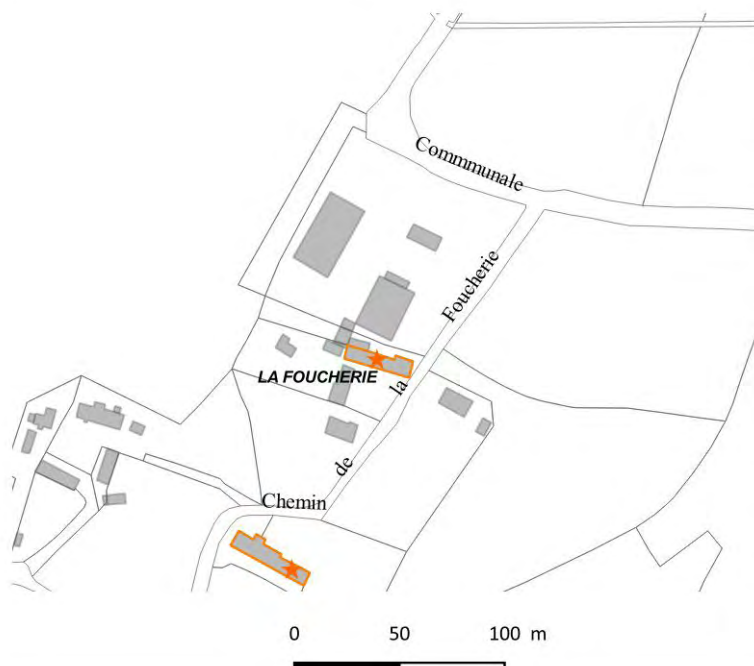 Commmunale
Foucherie
LA FOUCHERIE
la
de
Chemin
0 50 100 m